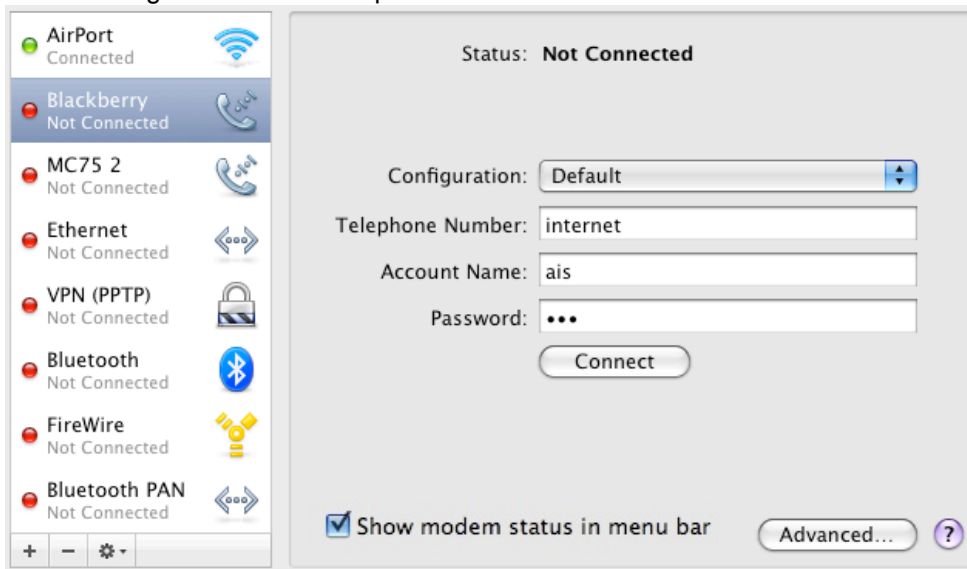 AirPort
Connected
Blackberry
Not Connected
MC75 2
Not Connected
Ethernet
Not Connected
VPN (PPTP)
Not Connected
Bluetooth
Not Connected
FireWire
Not Connected
Bluetooth PAN
Not Connected
Status: Not Connected
Configuration: Default
Telephone Number: internet
Account Name: ais
Password: •••
Connect
Show modem status in menu bar
Advanced... ?